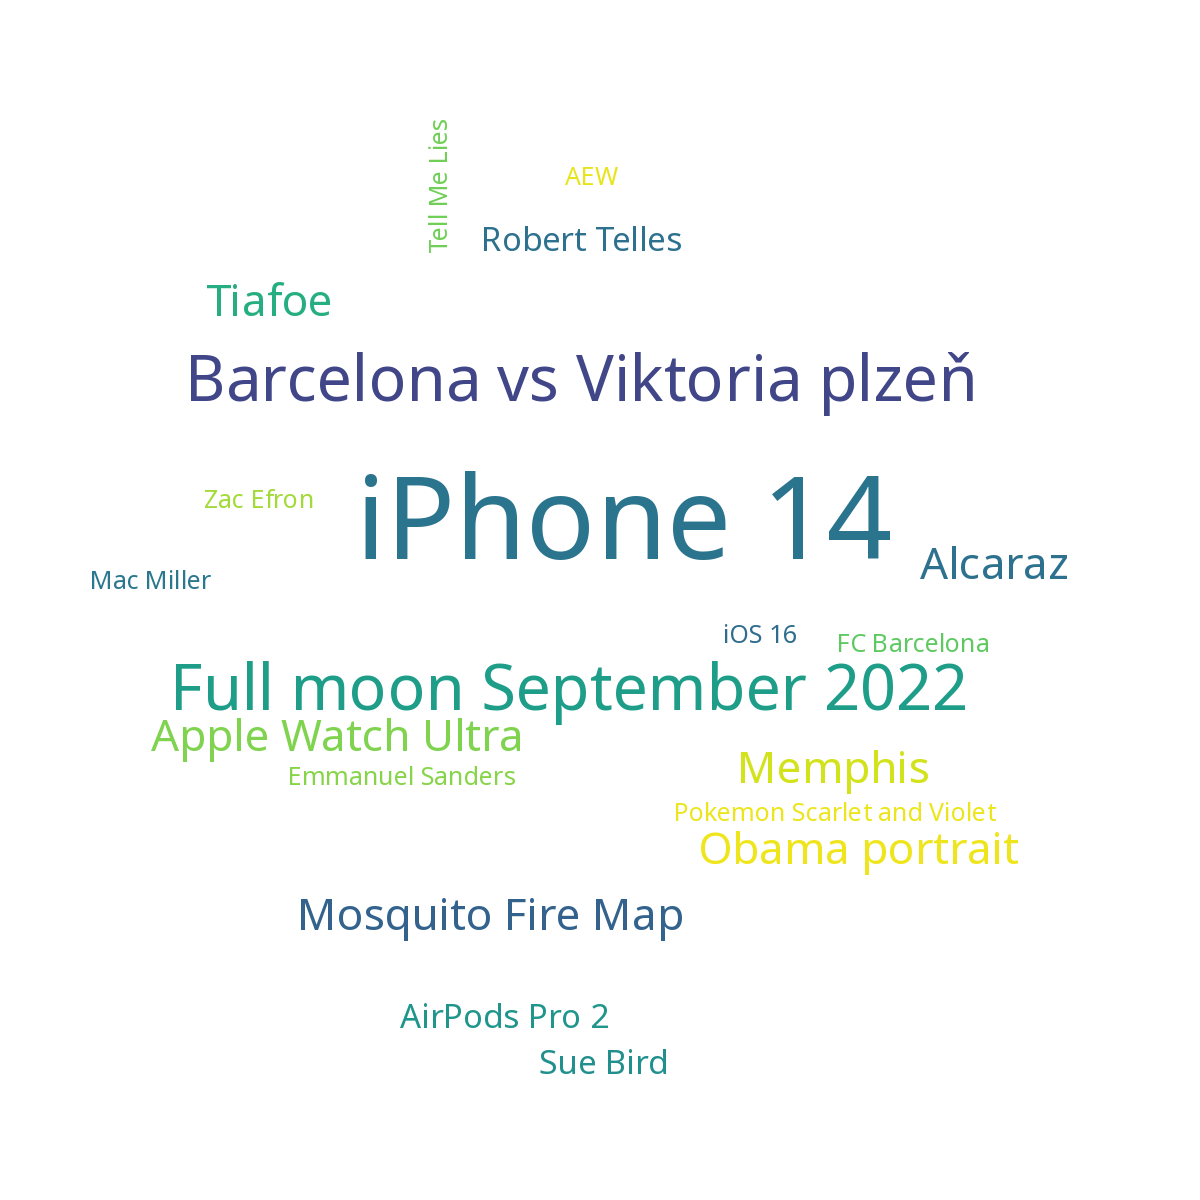 Tell Me Lies
AEW
Robert Telles
Tiafoe
Barcelona vs Viktoria plzeň
iPhone 14
Zac Efron
Alcaraz
Mac Miller
iOS 16
FC Barcelona
Full moon September 2022
Apple Watch Ultra
Memphis
Emmanuel Sanders
Pokemon Scarlet and Violet
Obama portrait
Mosquito Fire Map
AirPods Pro 2
Sue Bird